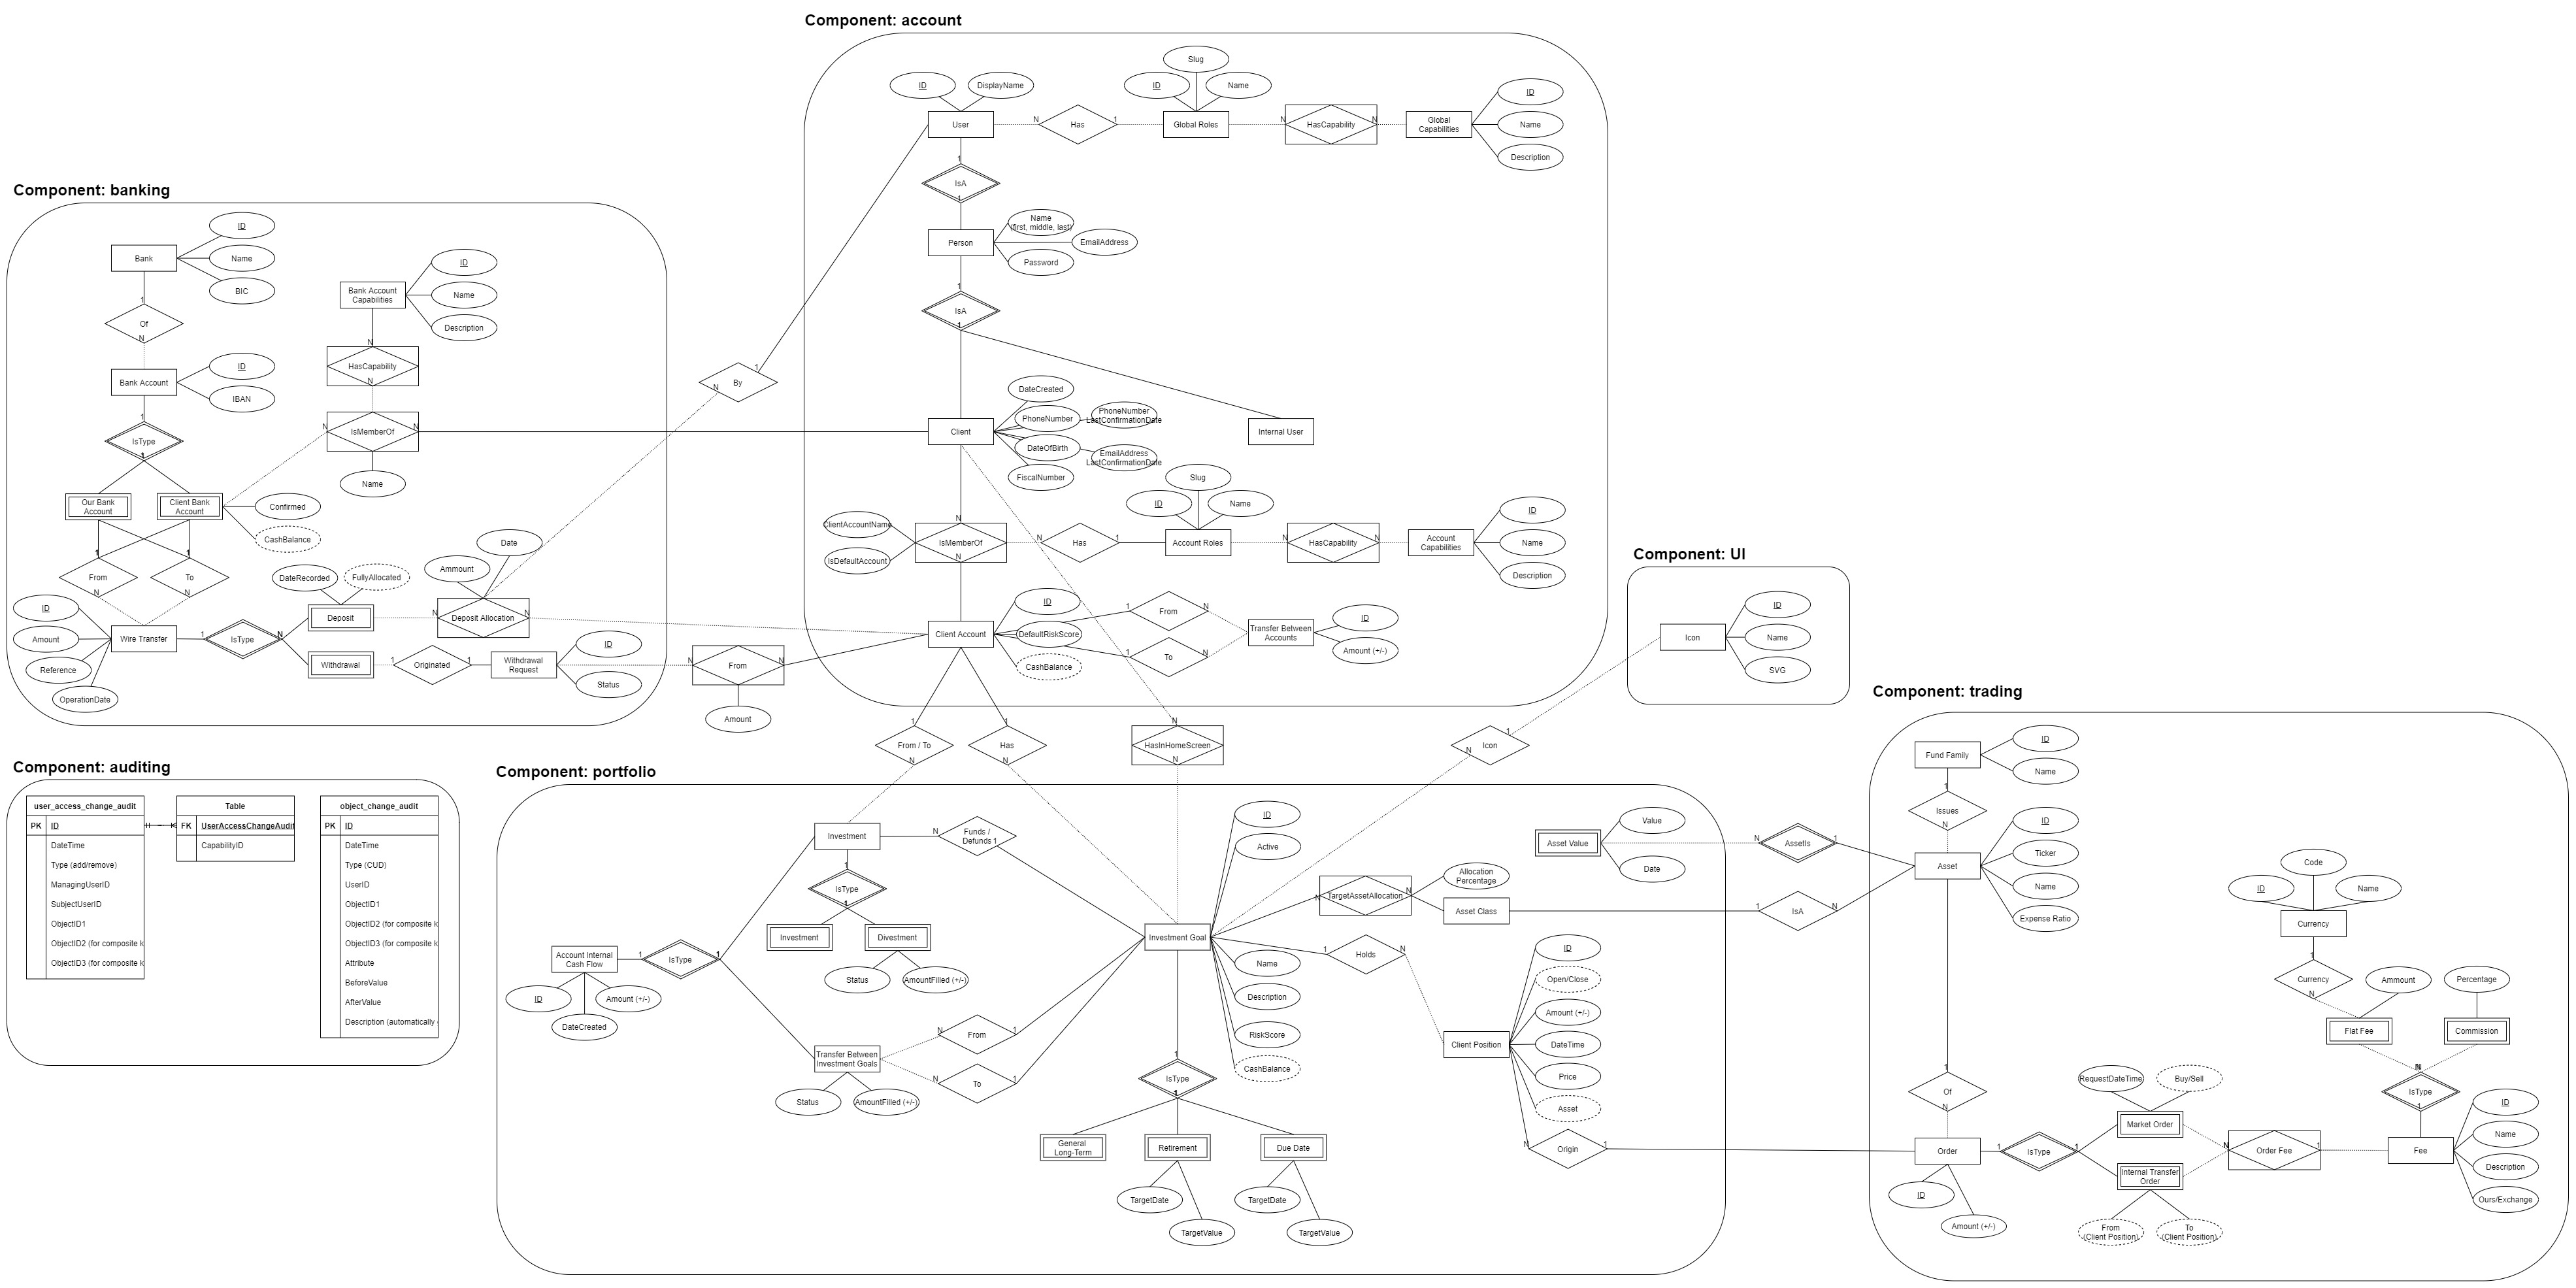 Component: account
Slug
ID
DisplayName
ID
Name
ID
User
N
Has
1
Global Roles
N
HasCapability
N
Global
Capabilities
Name
Description
1
IsA
1
Name
(first, middle, last)
Person
EmailAddress
Password
IsA
1
DateCreated
PhoneNumber
PhoneNumber
LastConfirmationDate
Client
DateOfBirth
EmailAddress
LastConfirmationDate
FiscalNumber
Internal User
Slug
ID
Name
ID
ClientAccountName
N
IsMemberOf
N
IsDefaultAccount
N
Has
1
Account Roles
N
HasCapability
N
Account
Capabilities
Name
Description
ID
Client Account
DefaultRiskScore
CashBalance
1
From
N
1
To
N
Transfer Between
Accounts
ID
Amount (+/-)
Component: banking
ID
Bank
Name
BIC
1
Of
N
Bank Account
ID
IBAN
Bank Account
Capabilities
ID
Name
Description
N
HasCapability
N
N
IsMemberOf
N
Name
1
IsType
1
Our Bank
Account
Client Bank
Account
Confirmed
CashBalance
1
1
From
To
N
N
ID
Amount
Reference
OperationDate
Wire Transfer
1
IsType
N
DateRecorded
FullyAllocated
Deposit
Withdrawal
Date
Ammount
N
Deposit Allocation
N
1
Originated
1
Withdrawal
Request
ID
Status
1
By
N
N
From
N
Amount
1
From / To
N
1
Has
N
N
HasInHomeScreen
N
1
Icon
N
Component: UI
Icon
ID
Name
SVG
Component: auditing
user_access_change_audit
PK
ID
DateTime
Type (add/remove)
ManagingUserID
SubjectUserID
ObjectID1
ObjectID2 (for composite k
ObjectID3 (for composite k
Table
FK
UserAccessChangeAudit
CapabilityID
object_change_audit
PK
ID
DateTime
Type (CUD)
UserID
ObjectID1
ObjectID2 (for composite k
ObjectID3 (for composite k
Attribute
BeforeValue
AfterValue
Description (automatically
Component: portfolio
Investment
N
Funds /
Defunds
1
1
IsType
1
Investment
Divestment
Status
AmountFilled (+/-)
Account Internal
Cash Flow
1
IsType
1
ID
Amount (+/-)
DateCreated
Transfer Between
Investment Goals
Status
AmountFilled (+/-)
N
From
1
N
To
1
Investment Goal
ID
Active
Name
Description
RiskScore
CashBalance
1
IsType
1
General
Long-Term
Retirement
Due Date
TargetDate
TargetValue
TargetDate
TargetValue
N
TargetAssetAllocation
N
Allocation
Percentage
Asset Class
1
Holds
N
Client Position
ID
Open/Close
Amount (+/-)
DateTime
Price
Asset
N
Origin
1
Asset Value
Value
Date
N
AssetIs
1
1
IsA
N
Component: trading
Fund Family
ID
Name
1
Issues
N
Asset
ID
Ticker
Name
Expense Ratio
1
Of
N
Order
ID
Amount (+/-)
1
IsType
1
RequestDateTime
Buy/Sell
Market Order
Internal Transfer
Order
From
(Client Position)
To
(Client Position)
N
Order Fee
1
Fee
ID
Name
Description
Ours/Exchange
Code
ID
Name
Currency
1
Currency
N
Ammount
Percentage
Flat Fee
Commission
N
IsType
1